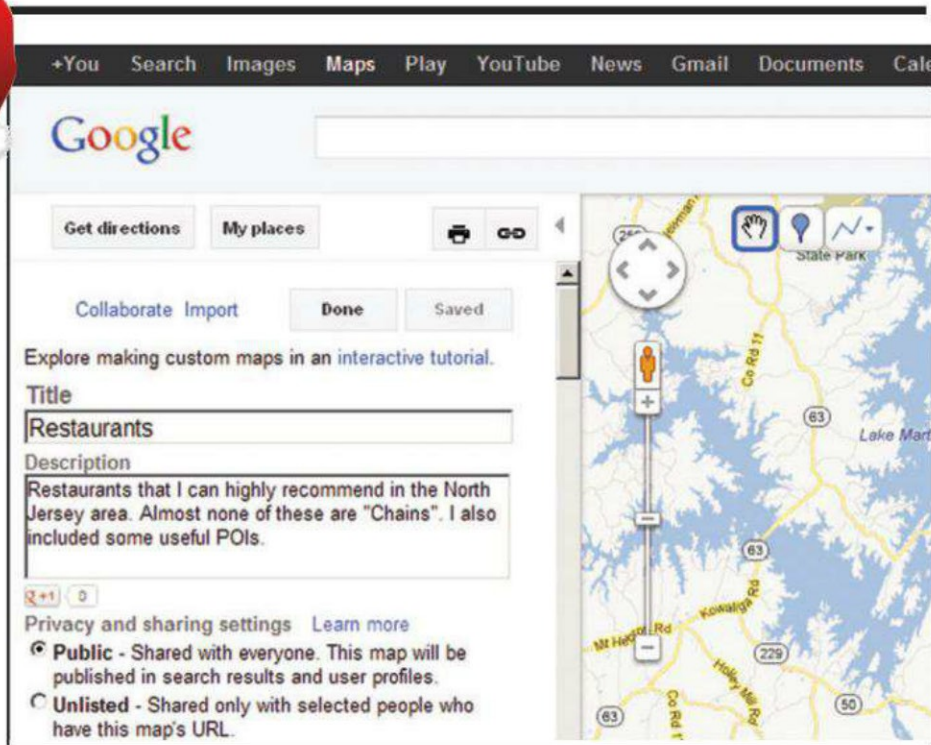 +You Search Images Maps Play YouTube News Gmail Documents Cale
Google
Get directions My places
Collaborate Import Done Saved
Explore making custom maps in an interactive tutorial.
Title
Restaurants
Description
Restaurants that I can highly recommend in the North
Jersey area. Almost none of these are "Chains". I also
included some useful POIs.
+1 0
Privacy and sharing settings Learn more
Public - Shared with everyone. This map will be
published in search results and user profiles.
Unlisted - Shared only with selected people who
have this map's URL.
State Park
Co Rd 11
63
Lake Mart
63
Kowaliga Rd
Rd
229
Holley Mill Rd
50
63
Co Rd 1